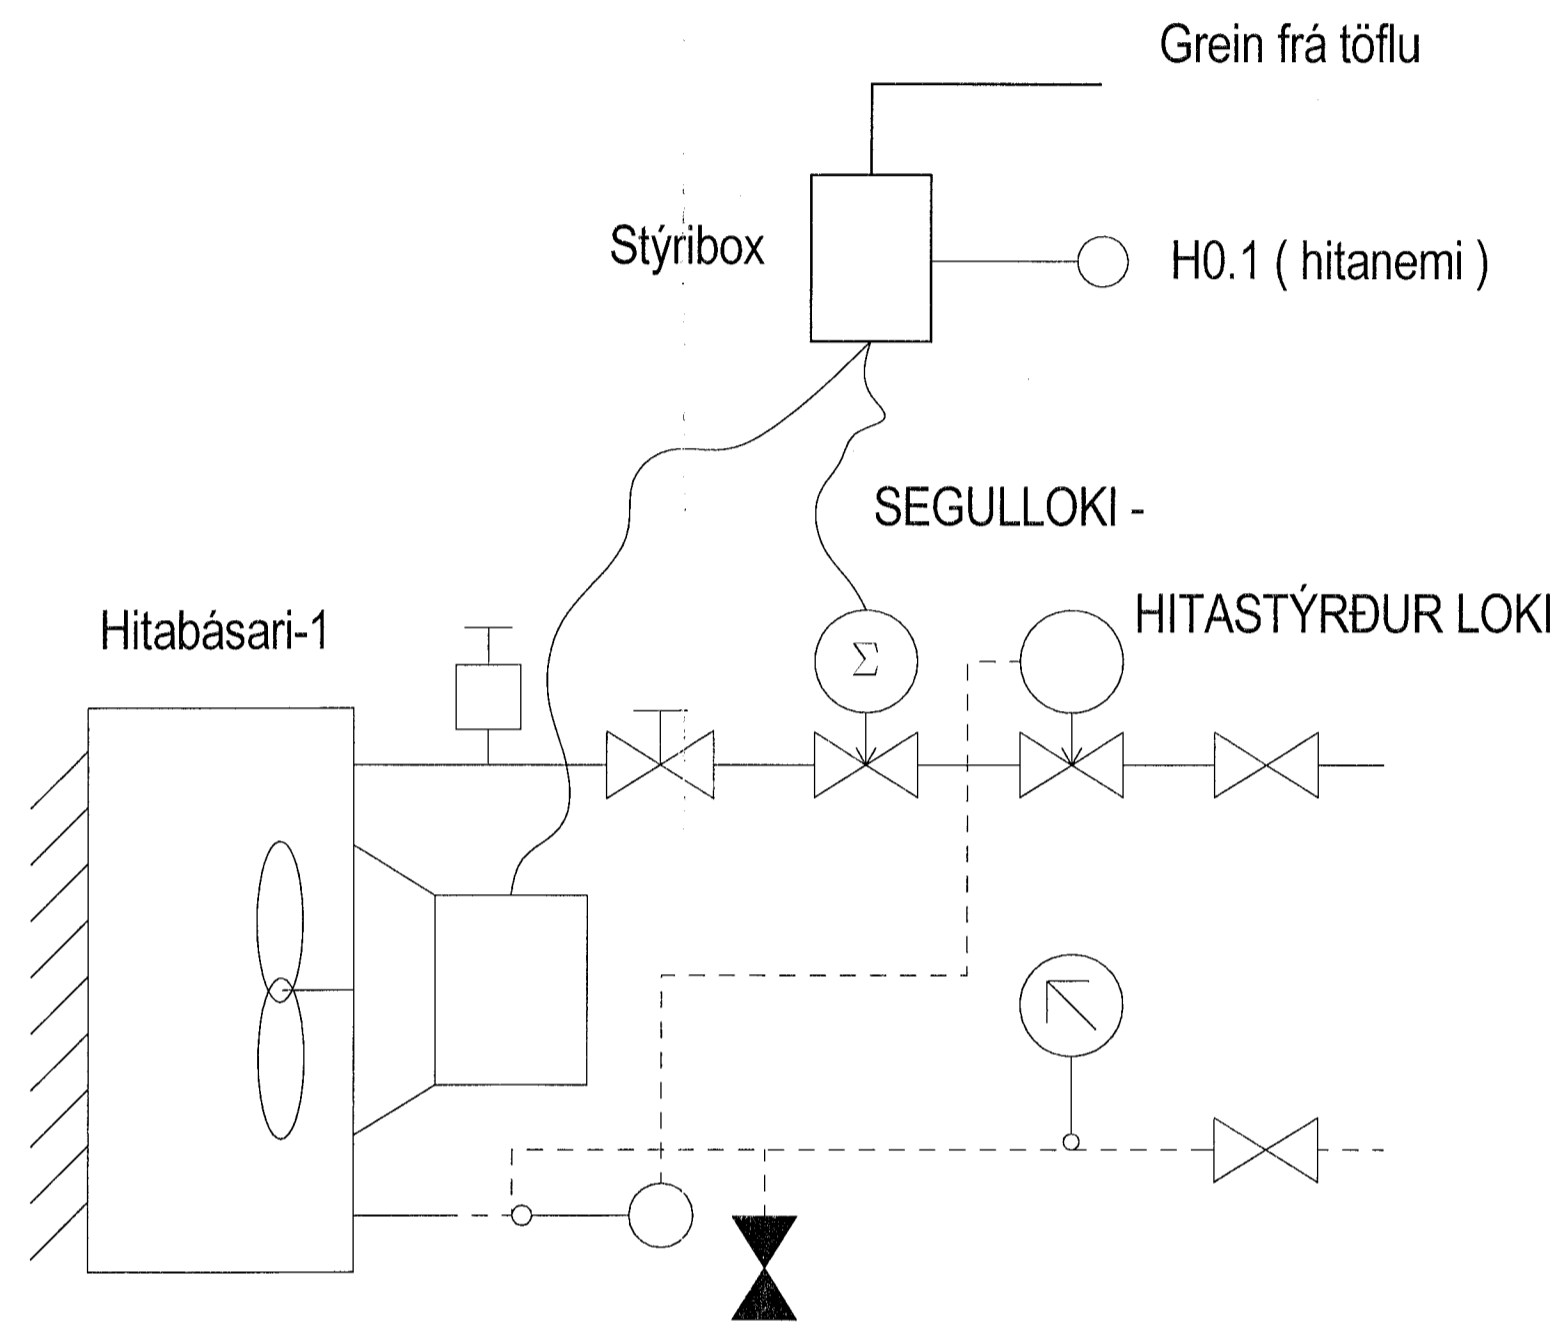 Grein frá töflu
Stýribox
H0.1 ( hitanemi )
SEGULLOKI -
HITASTÝRÐUR LOKI
Hitabásari-1
Σ